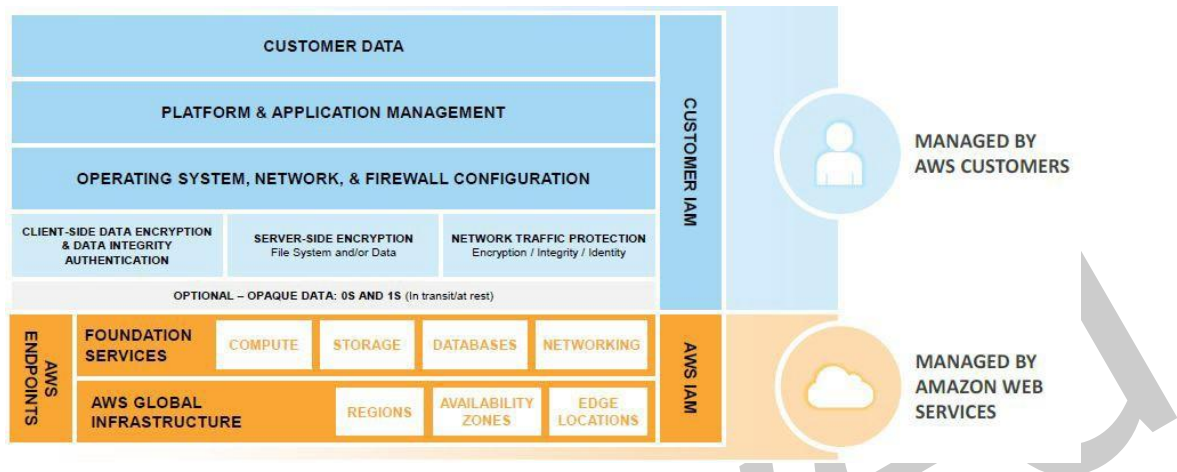 CUSTOMER DATA
PLATFORM & APPLICATION MANAGEMENT
OPERATING SYSTEM, NETWORK, & FIREWALL CONFIGURATION
CLIENT-SIDE DATA ENCRYPTION
& DATA INTEGRITY
AUTHENTICATION
SERVER-SIDE ENCRYPTION
File System and/or Data
NETWORK TRAFFIC PROTECTION
Encryption / Integrity / Identity
OPTIONAL – OPAQUE DATA: 0S AND 1S (In transit/at rest)
CUSTOMER IAM
MANAGED BY
AWS CUSTOMERS
AWS
ENDPOINTS
FOUNDATION
SERVICES
COMPUTE
STORAGE
DATABASES
NETWORKING
AWS GLOBAL
INFRASTRUCTURE
REGIONS
AVAILABILITY
ZONES
EDGE
LOCATIONS
AWS IAM
MANAGED BY
AMAZON WEB
SERVICES